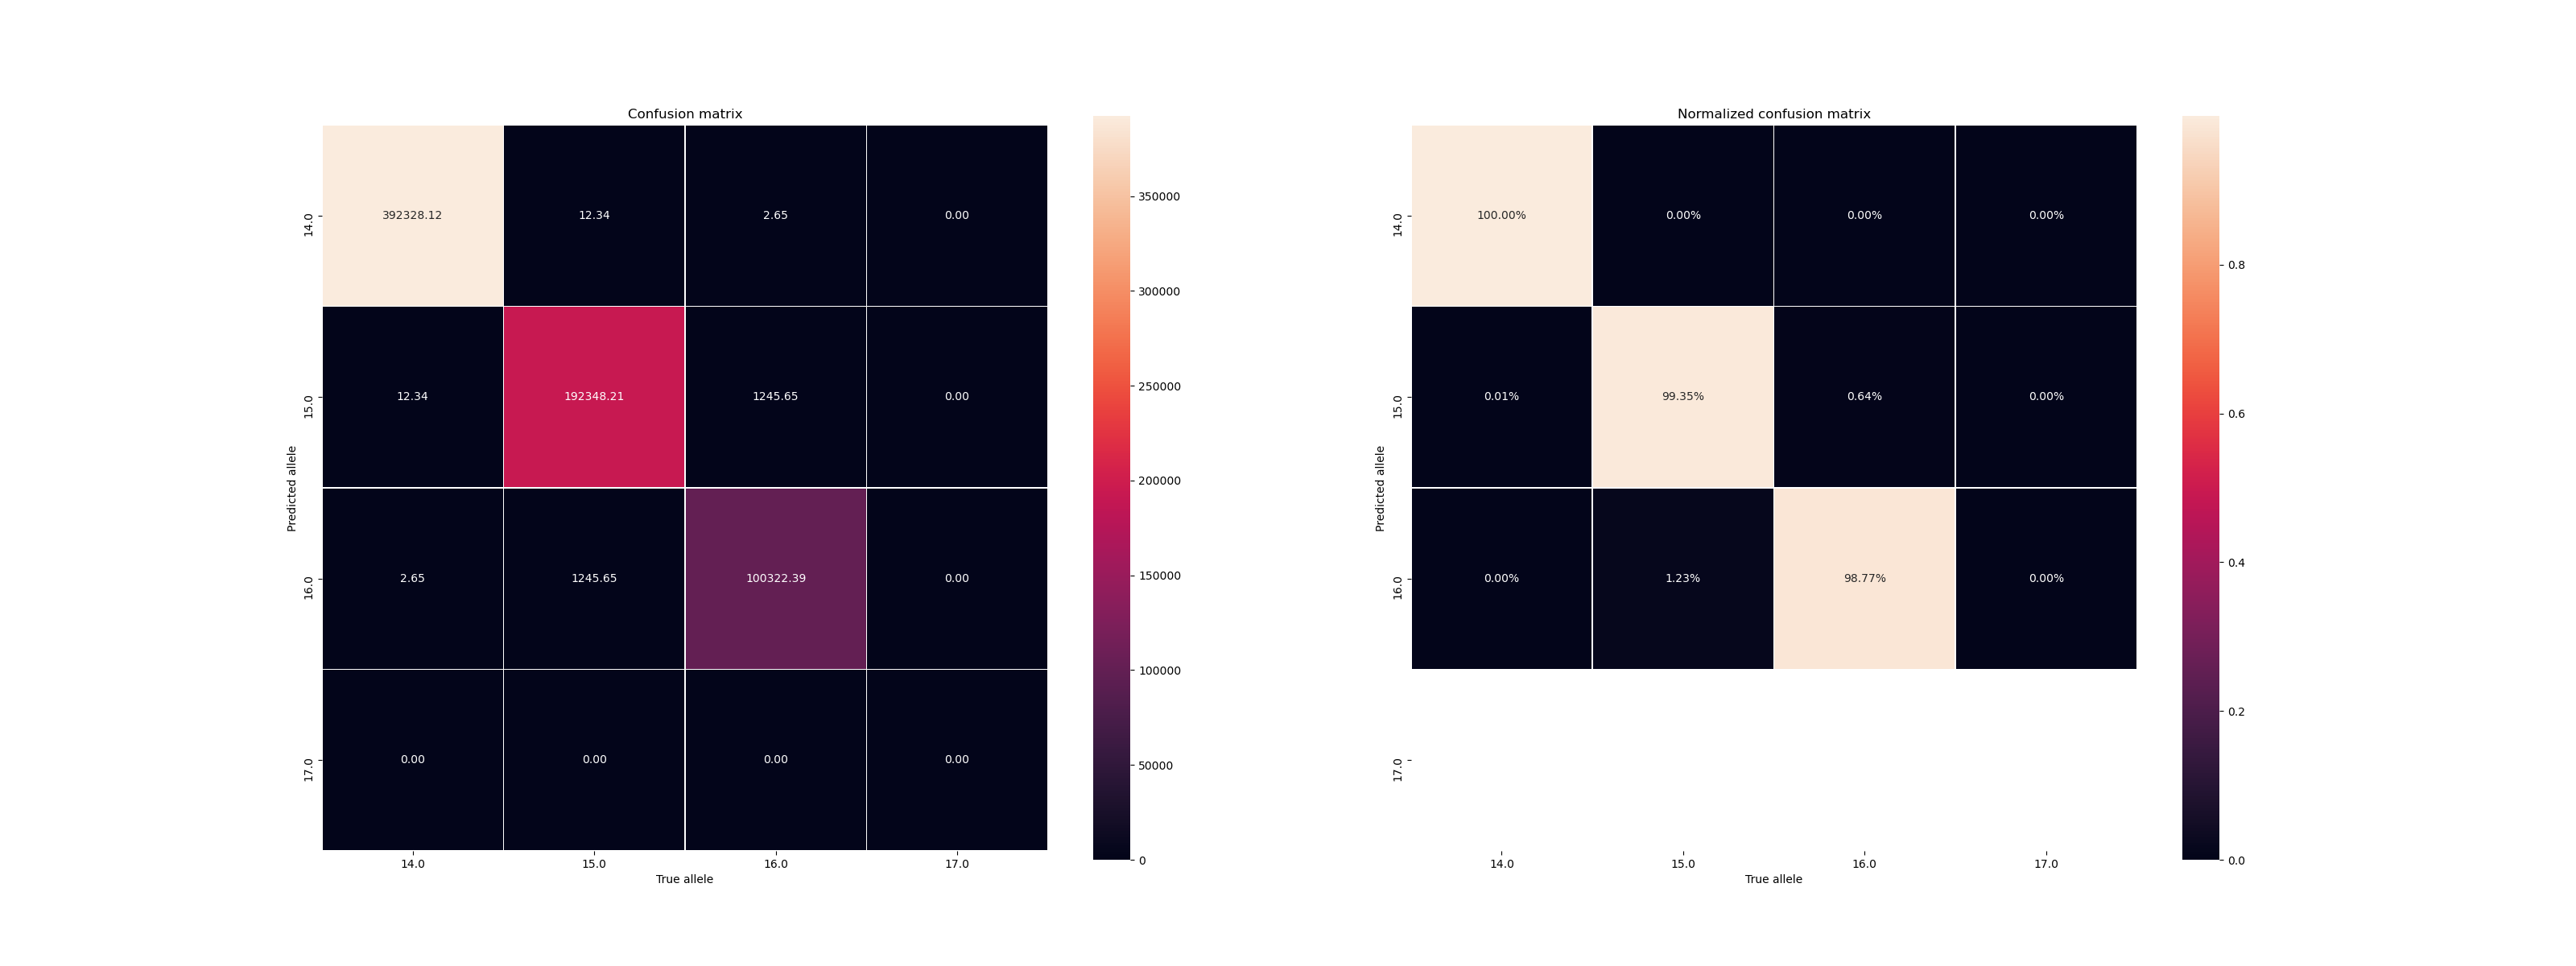 Confusion matrix
392328.12 12.34 2.65 0.00
12.34 192348.21 1245.65 0.00
2.65 1245.65 100322.39 0.00
0.00 0.00 0.00 0.00
14.0
15.0
16.0
17.0
Predicted allele
14.0 15.0 16.0 17.0
True allele
350000
300000
250000
200000
150000
100000
50000
0
Normalized confusion matrix
100.00% 0.00% 0.00% 0.00%
0.01% 99.35% 0.64% 0.00%
0.00% 1.23% 98.77% 0.00%
14.0
15.0
16.0
17.0
Predicted allele
14.0 15.0 16.0 17.0
True allele
0.8
0.6
0.4
0.2
0.0